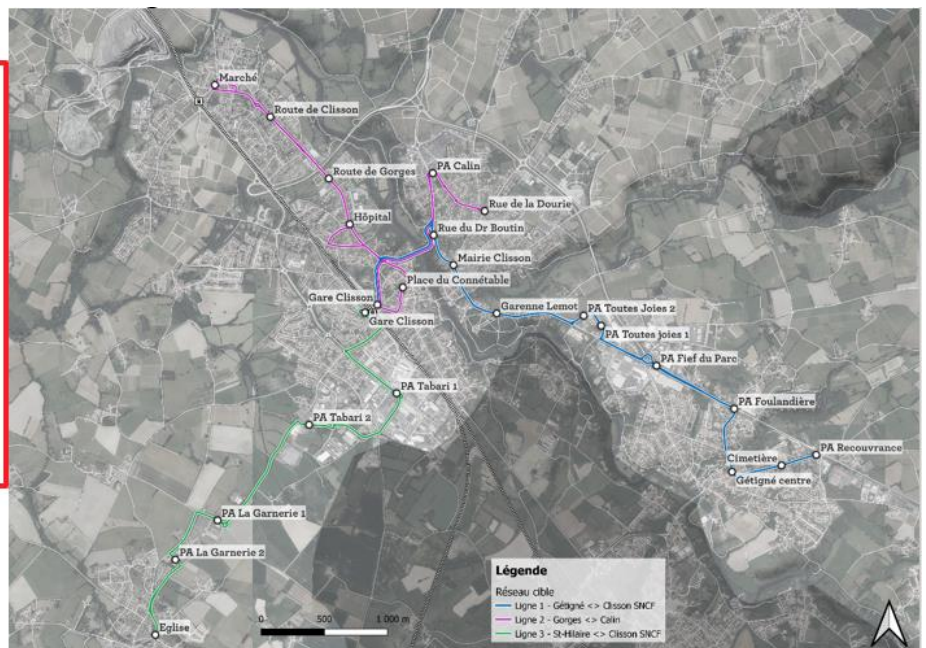 Marché
Route de Clisson
Route de Gorges
PA Calin
Rue de la Dourie
Hôpital
Rue du Dr Boutin
Mairie Clisson
Place du Connétable
Gare Clisson
Gare Clisson
Garenne Lemot
PA Toutes Joies 2
PA Toutes joies 1
PA Fief du Parc
PA Tabari 1
PA Foulandière
PA Tabari 2
PA Recouvrance
Cimetière
Gétigné centre
PA La Garnerie 1
PA La Garnerie 2
Eglise
0 500 1 000 m
Légende
Réseau cible
Ligne 1 - Gétigné <> Clisson SNCF
Ligne 2 - Gorges <> Calin
Ligne 3 - St-Hilaire <> Clisson SNCF